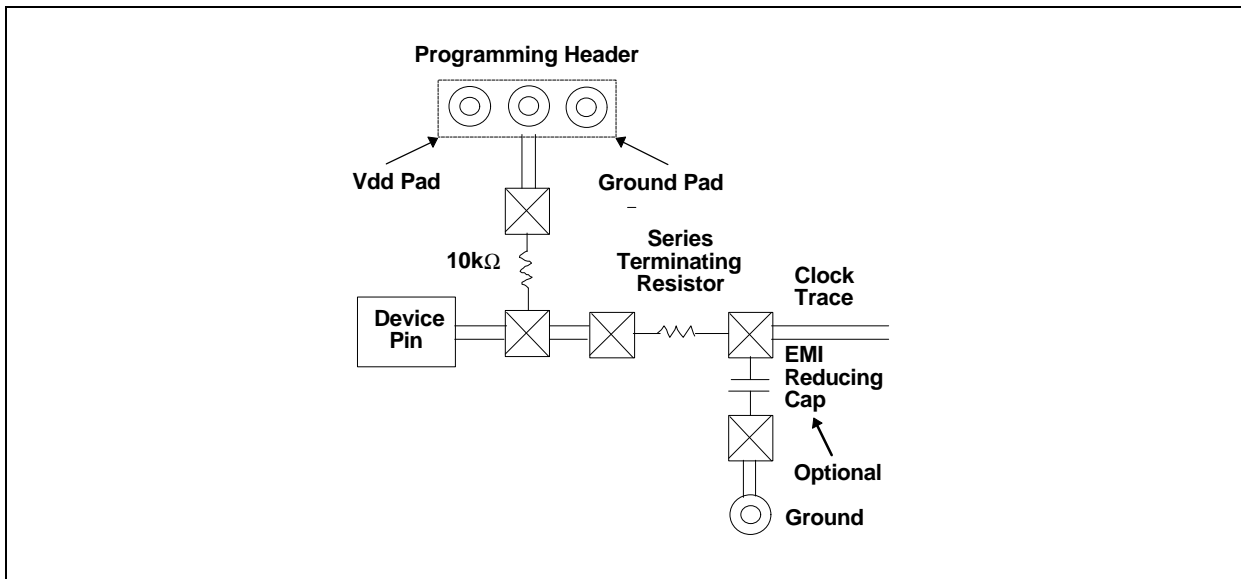 Programming Header
Vdd Pad
Ground Pad
10kΩ
Series
Terminating
Resistor
Clock
Trace
Device
Pin
EMI
Reducing
Cap
Optional
Ground